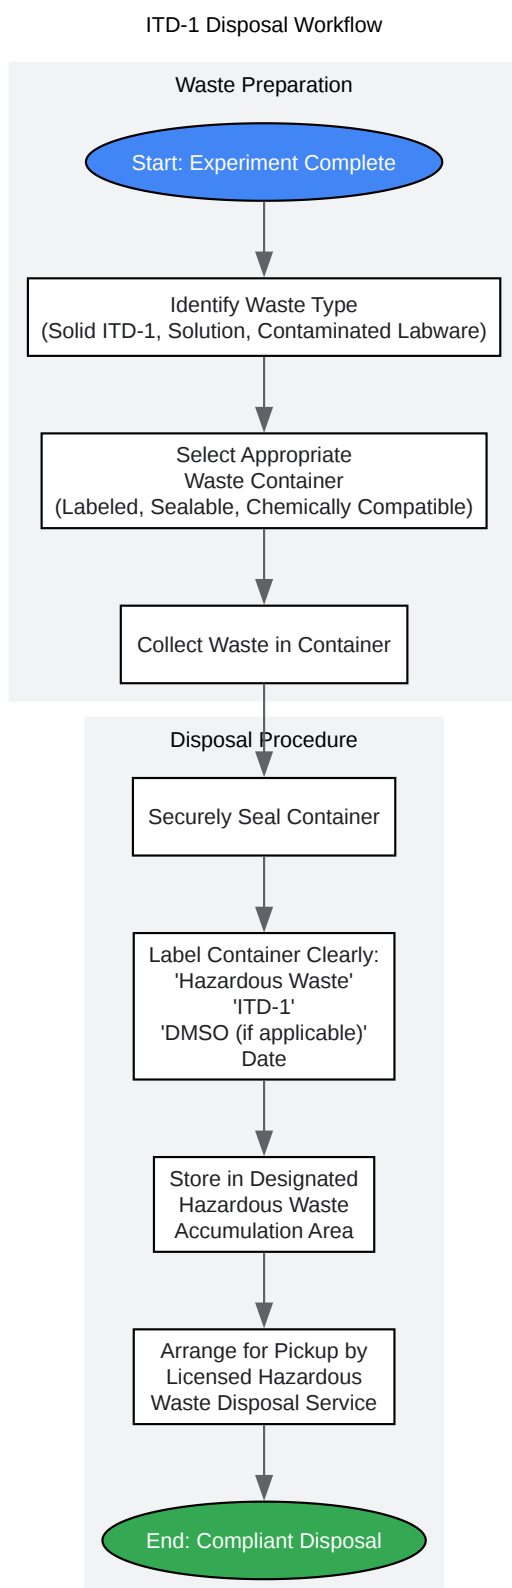 ITD-1 Disposal Workflow
Waste Preparation
Start: Experiment Complete
Identify Waste Type
(Solid ITD-1, Solution, Contaminated Labware)
Select Appropriate
Waste Container
(Labeled, Sealable, Chemically Compatible)
Collect Waste in Container
Disposal Procedure
Securely Seal Container
Label Container Clearly:
'Hazardous Waste'
'ITD-1'
'DMSO (if applicable)'
Date
Store in Designated
Hazardous Waste
Accumulation Area
Arrange for Pickup by
Licensed Hazardous
Waste Disposal Service
End: Compliant Disposal